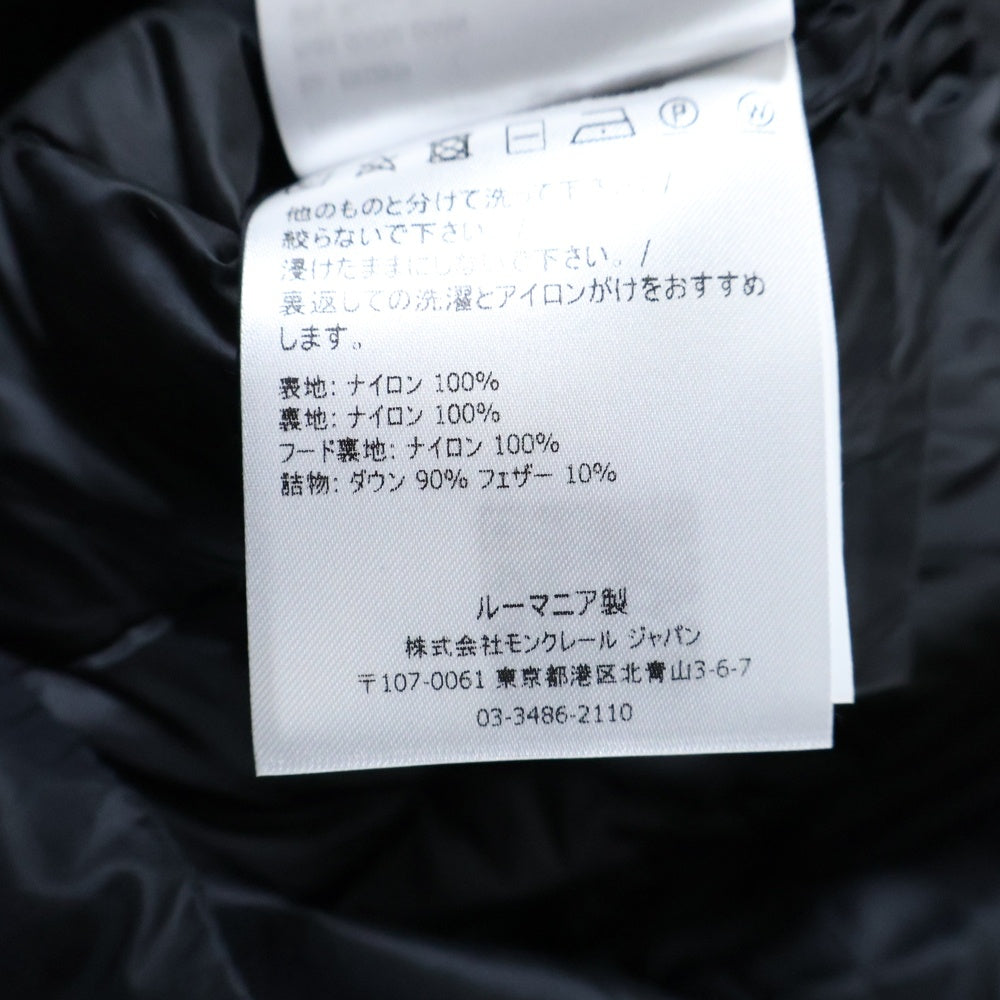 P
他のものと分けて洗って下さい。/
絞らないで下さい。/
浸けたままにしないで下さい。/
裏返しての洗濯とアイロンがけをおすすめ
します。
表地: ナイロン 100%
裏地: ナイロン 100%
フード裏地: ナイロン 100%
詰物: ダウン 90% フェザー 10%
ルーマニア製
株式会社モンクレール ジャパン
〒107-0061 東京都港区北青山3-6-7
03-3486-2110